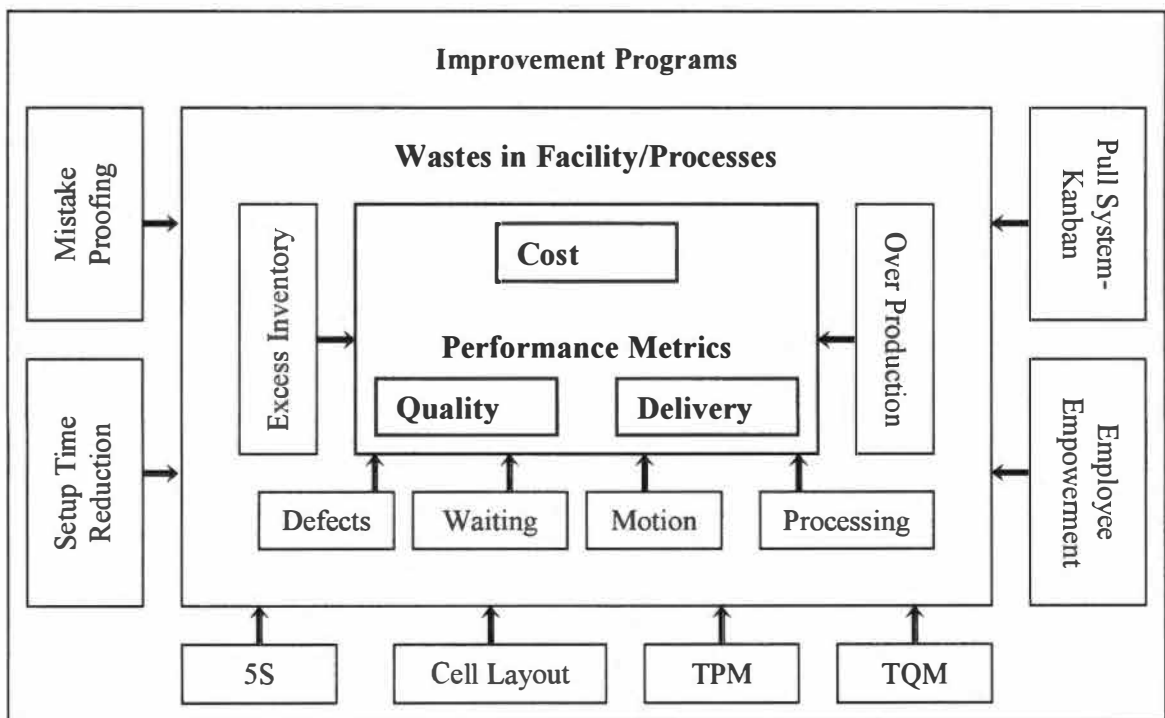 Improvement Programs
Mistake
Proofing
Setup Time
Reduction
Wastes in Facility/Processes
Excess Inventory
Cost
Performance Metrics
Quality
Delivery
Over Production
Defects
Waiting
Motion
Processing
Pull System-
Kanban
Employee
Empowerment
5S
Cell Layout
TPM
TQM